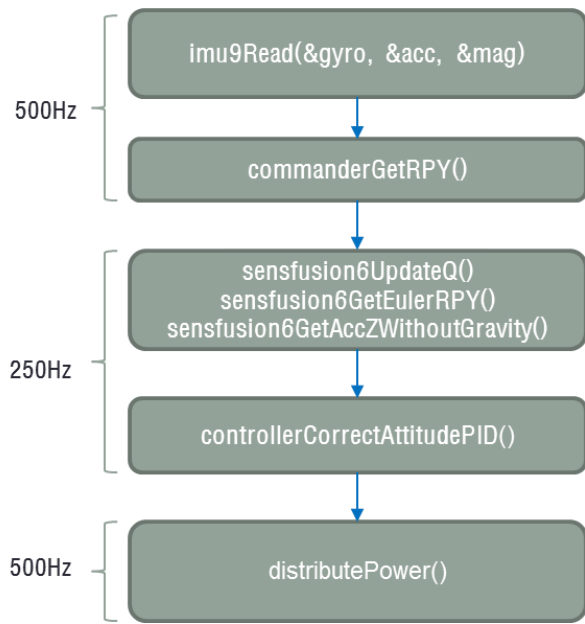 imu9Read(&gyro, &acc, &mag)
500Hz
commanderGetRPY()
sensfusion6UpdateQ()
sensfusion6GetEulerRPY()
sensfusion6GetAccZWithoutGravity()
250Hz
controllerCorrectAttitudePID()
500Hz
distributePower()